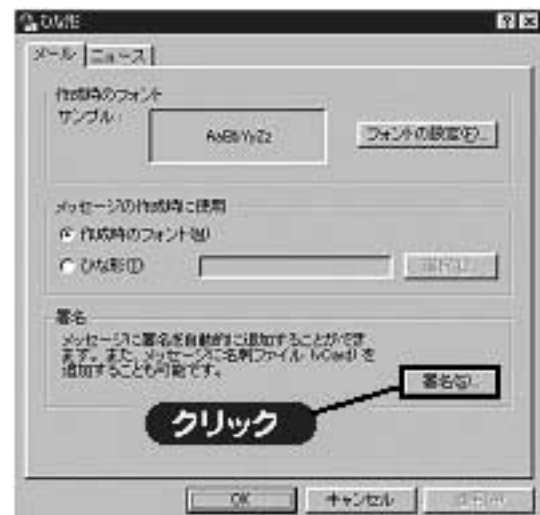 ひな形
メール ニュース
作成時のフォント
サンプル:
AaBbYyZz
フォントの設定(F)...
メッセージの作成時に使用
作成時のフォント(N)
ひな形(T)
署名
メッセージに署名を自動的に追加することができ
ます。また、メッセージに名刺ファイル (vCard) を
追加することも可能です。
署名(S)...
クリック
OK キャンセル